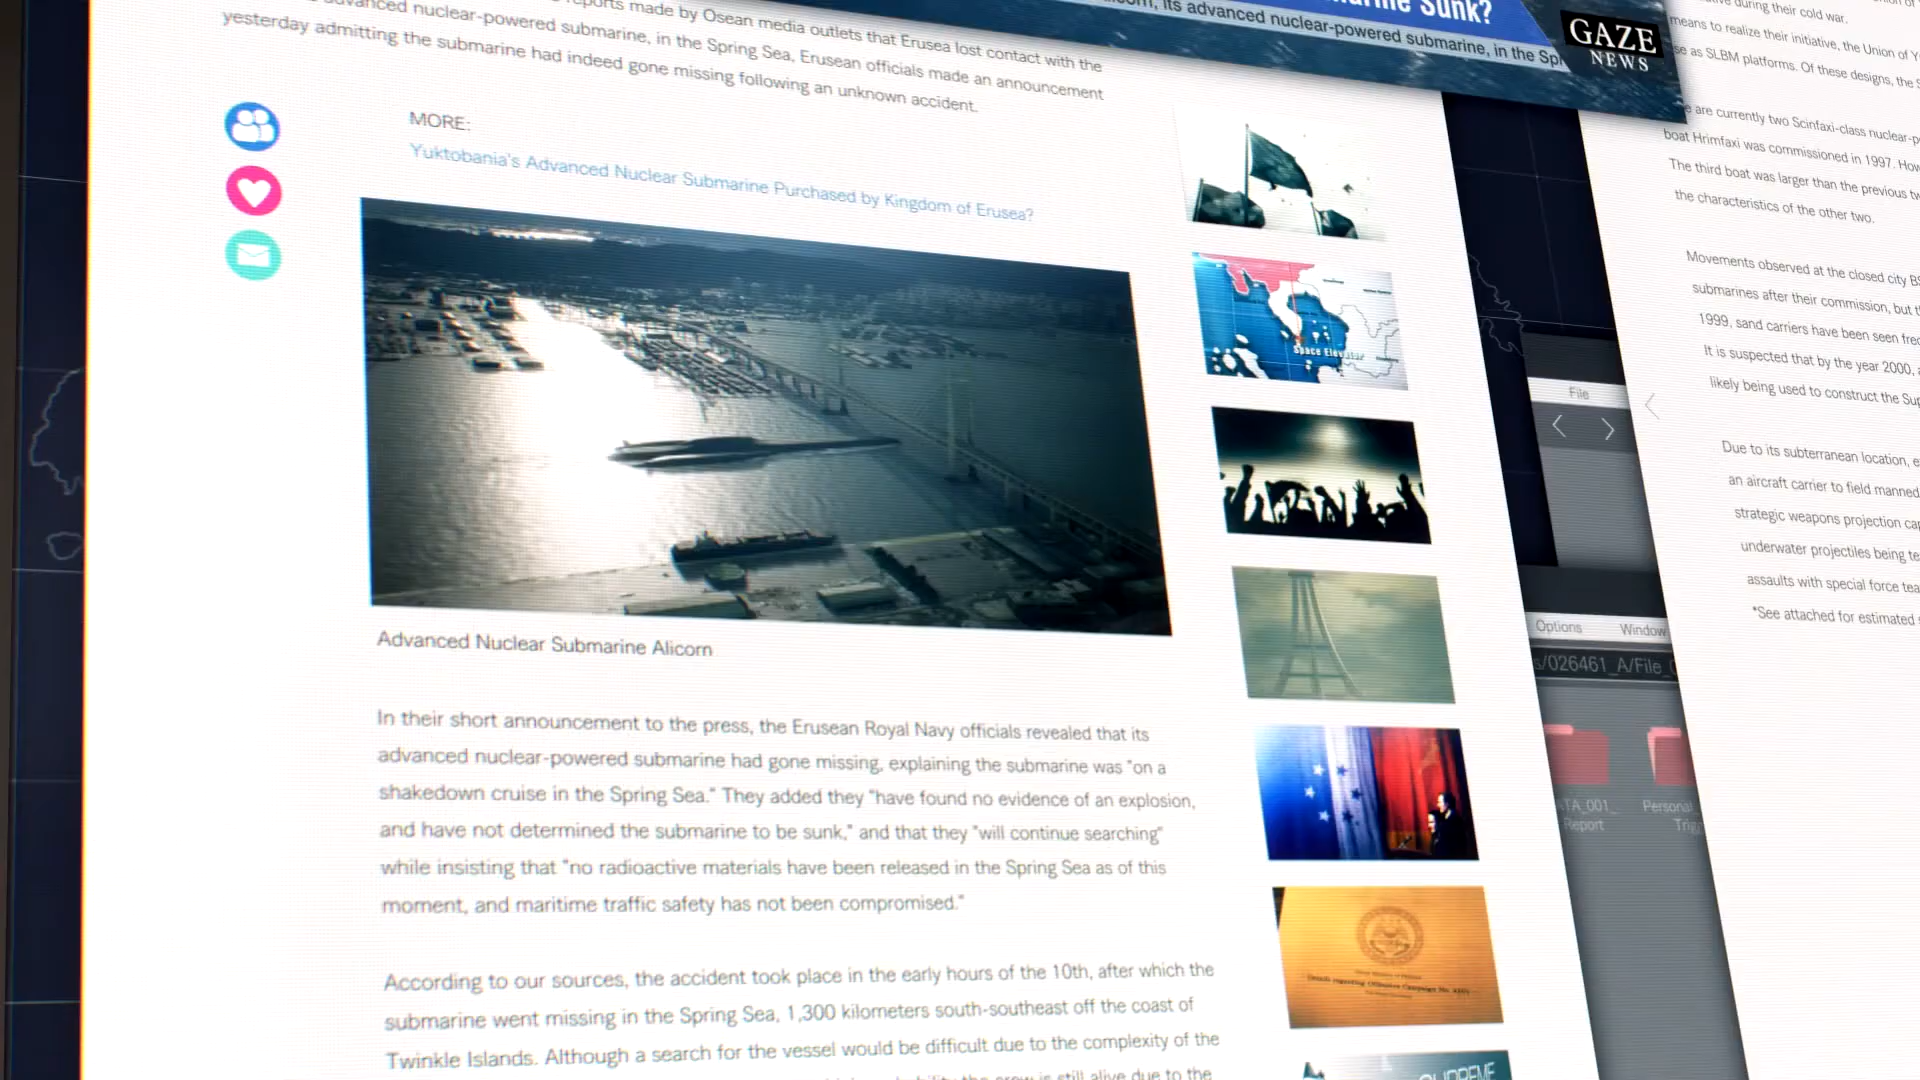 reports made by Osean media outlets that Erusea lost contact with the
advanced nuclear-powered submarine, in the Spring Sea, Erusean officials made an announcement
yesterday admitting the submarine had indeed gone missing following an unknown accident.
MORE:
Yuktobania's Advanced Nuclear Submarine Purchased by Kingdom of Erusea?
Space Elevator
Advanced Nuclear Submarine Alicorn
In their short announcement to the press, the Erusean Royal Navy officials revealed that its
advanced nuclear-powered submarine had gone missing, explaining the submarine was "on a
shakedown cruise in the Spring Sea." They added they "have found no evidence of an explosion,
and have not determined the submarine to be sunk," and that they "will continue searching"
while insisting that "no radioactive materials have been released in the Spring Sea as of this
moment, and maritime traffic safety has not been compromised."
According to our sources, the accident took place in the early hours of the 10th, after which the
submarine went missing in the Spring Sea, 1,300 kilometers south-southeast off the coast of
Twinkle Islands. Although a search for the vessel would be difficult due to the complexity of the
crew is still alive due to the
Sunk?
its advanced nuclear-powered submarine, in the Spr
GAZE
NEWS
during their cold war.
means to realize their initiative, the Union of Y
se as SLBM platforms. Of these designs, the S
are currently two Scinfaxi-class nuclear-p
boat Hrimfaxi was commissioned in 1997. How
The third boat was larger than the previous tw
the characteristics of the other two.
Movements observed at the closed city BS
submarines after their commission, but t
1999, sand carriers have been seen fre
It is suspected that by the year 2000, a
likely being used to construct the Sup
Due to its subterranean location, e
an aircraft carrier to field manned
strategic weapons projection cap
underwater projectiles being te
assaults with special force tea
*See attached for estimated s
File
Options Window
s/026461_A/File_
TA_001_
Report
Personal
Trig
SUPREME